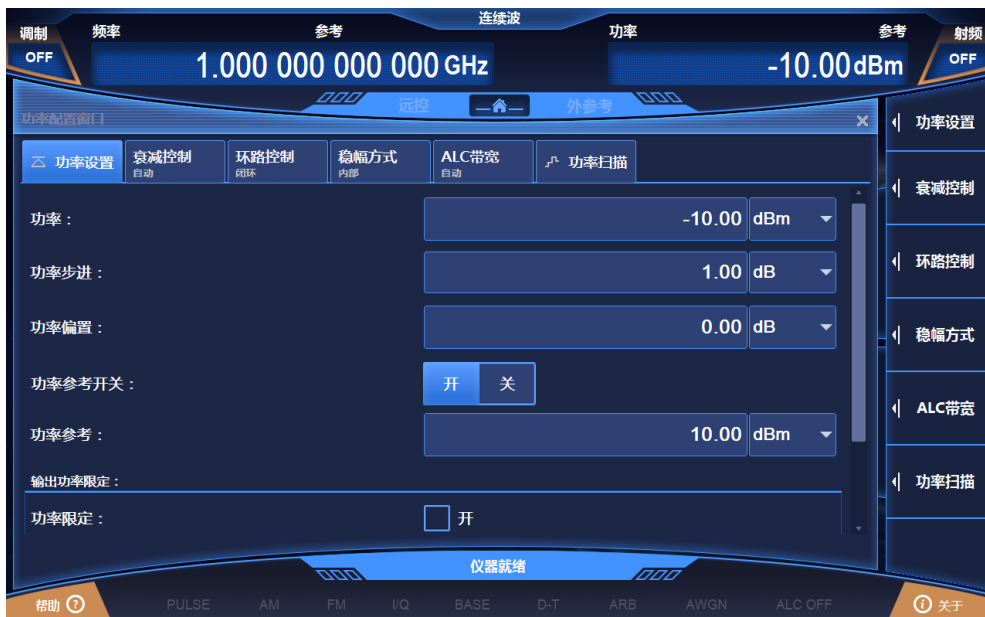 连续波
调制 频率 参考 功率 参考 射频
OFF 1.000 000 000 000 GHz -10.00 dBm OFF
远控 外参考
功率配置窗口
功率设置 衰减控制 自动 环路控制 闭环 稳幅方式 内部 ALC带宽 自动 功率扫描
功率: -10.00 dBm
功率步进: 1.00 dB
功率偏置: 0.00 dB
功率参考开关: 开 关
功率参考: 10.00 dBm
输出功率限定:
功率限定: 开
功率设置
衰减控制
环路控制
稳幅方式
ALC带宽
功率扫描
仪器就绪
帮助 PULSE AM FM I/Q BASE D-T ARB AWGN ALC OFF 关于